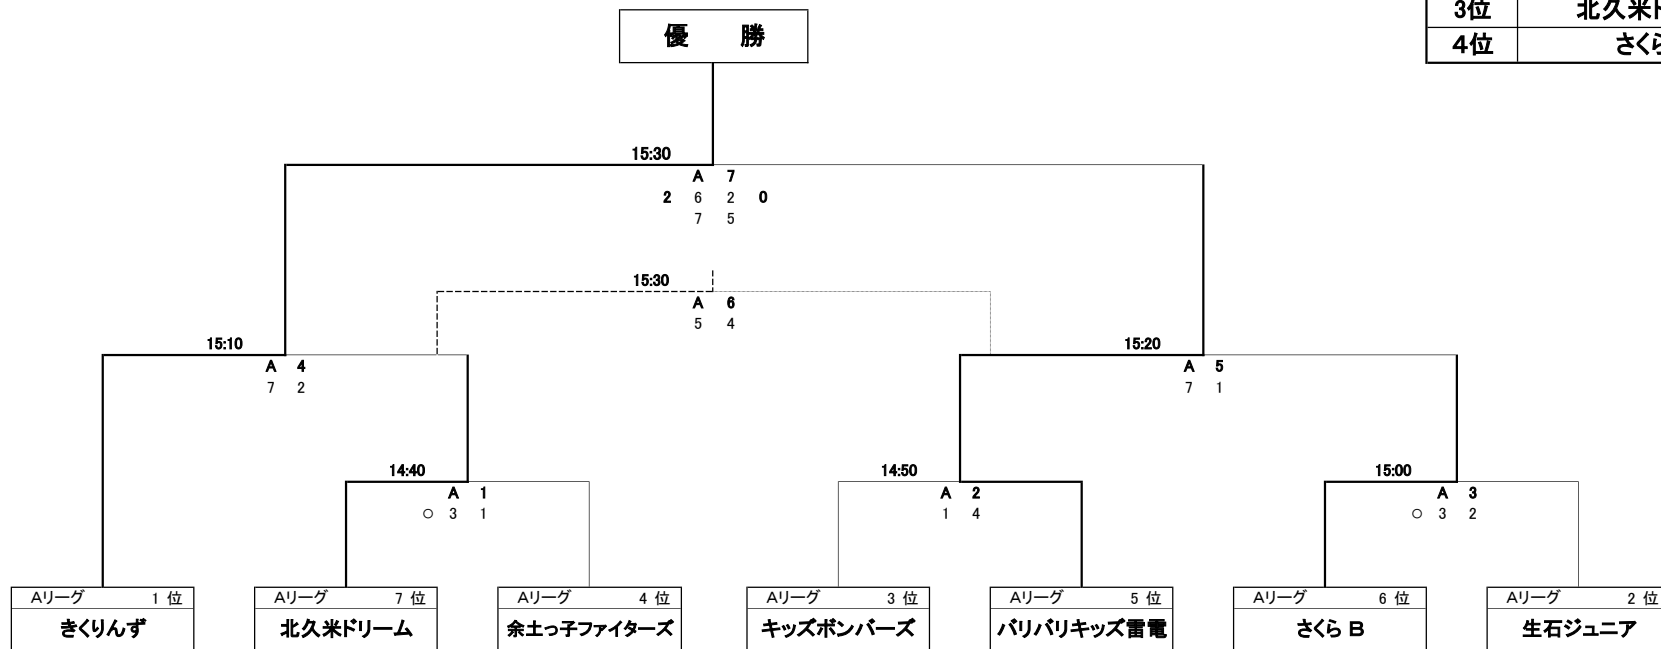 3位 北久米
4位 さくら
優 勝
15:30
A 7
2 6 2 0
7 5
15:30
A 6
5 4
15:10 15:20
A 4 A 5
7 2 7 1
14:40 14:50 15:00
A 1 A 2 A 3
○ 3 1 1 4 ○ 3 2
Aリーグ 1 位 Aリーグ 7 位 Aリーグ 4 位 Aリーグ 3 位 Aリーグ 5 位 Aリーグ 6 位 Aリーグ 2 位
きくりんず 北久米ドリーム 余土っ子ファイターズ キッズボンバーズ バリバリキッズ雷電 さくら B 生石ジュニア